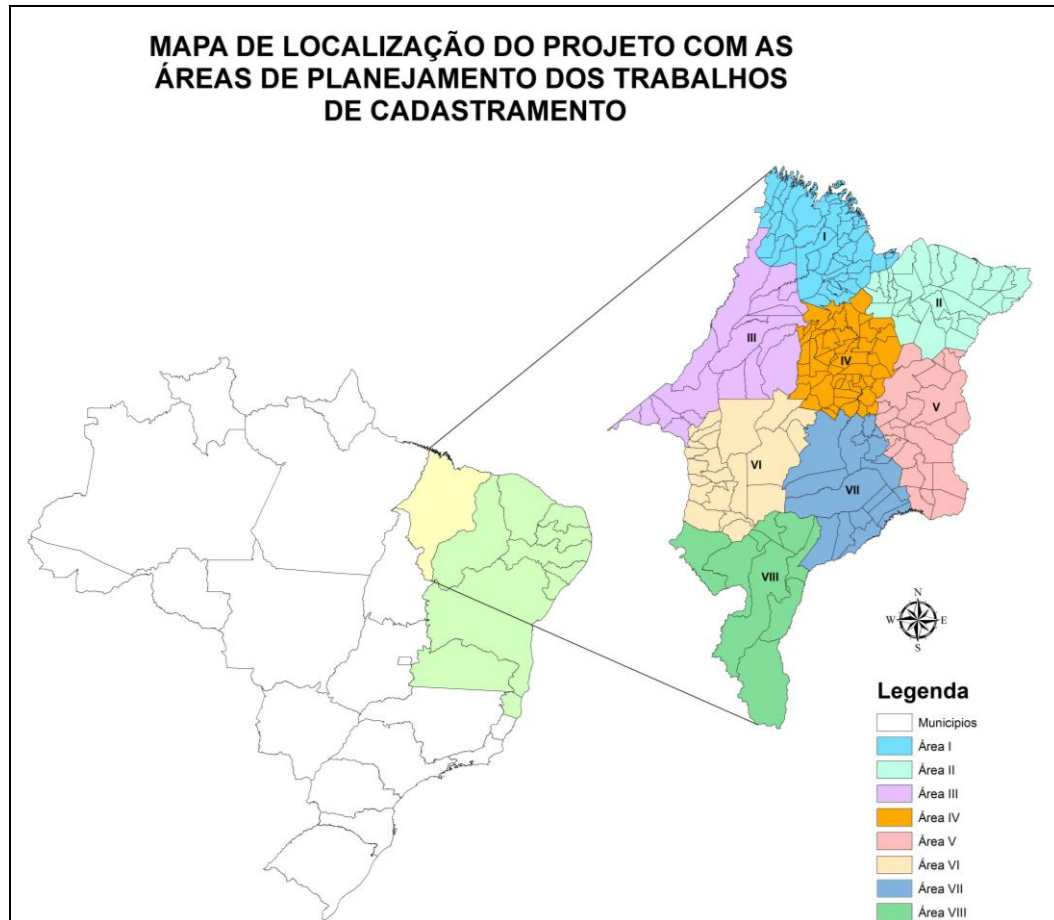 MAPA DE LOCALIZAÇÃO DO PROJETO COM AS
ÁREAS DE PLANEJAMENTO DOS TRABALHOS
DE CADASTRAMENTO
I
II
III
IV
V
VI
VII
VIII
N
W E
S
Legenda
Municipios
Área I
Área II
Área III
Área IV
Área V
Área VI
Área VII
Área VIII